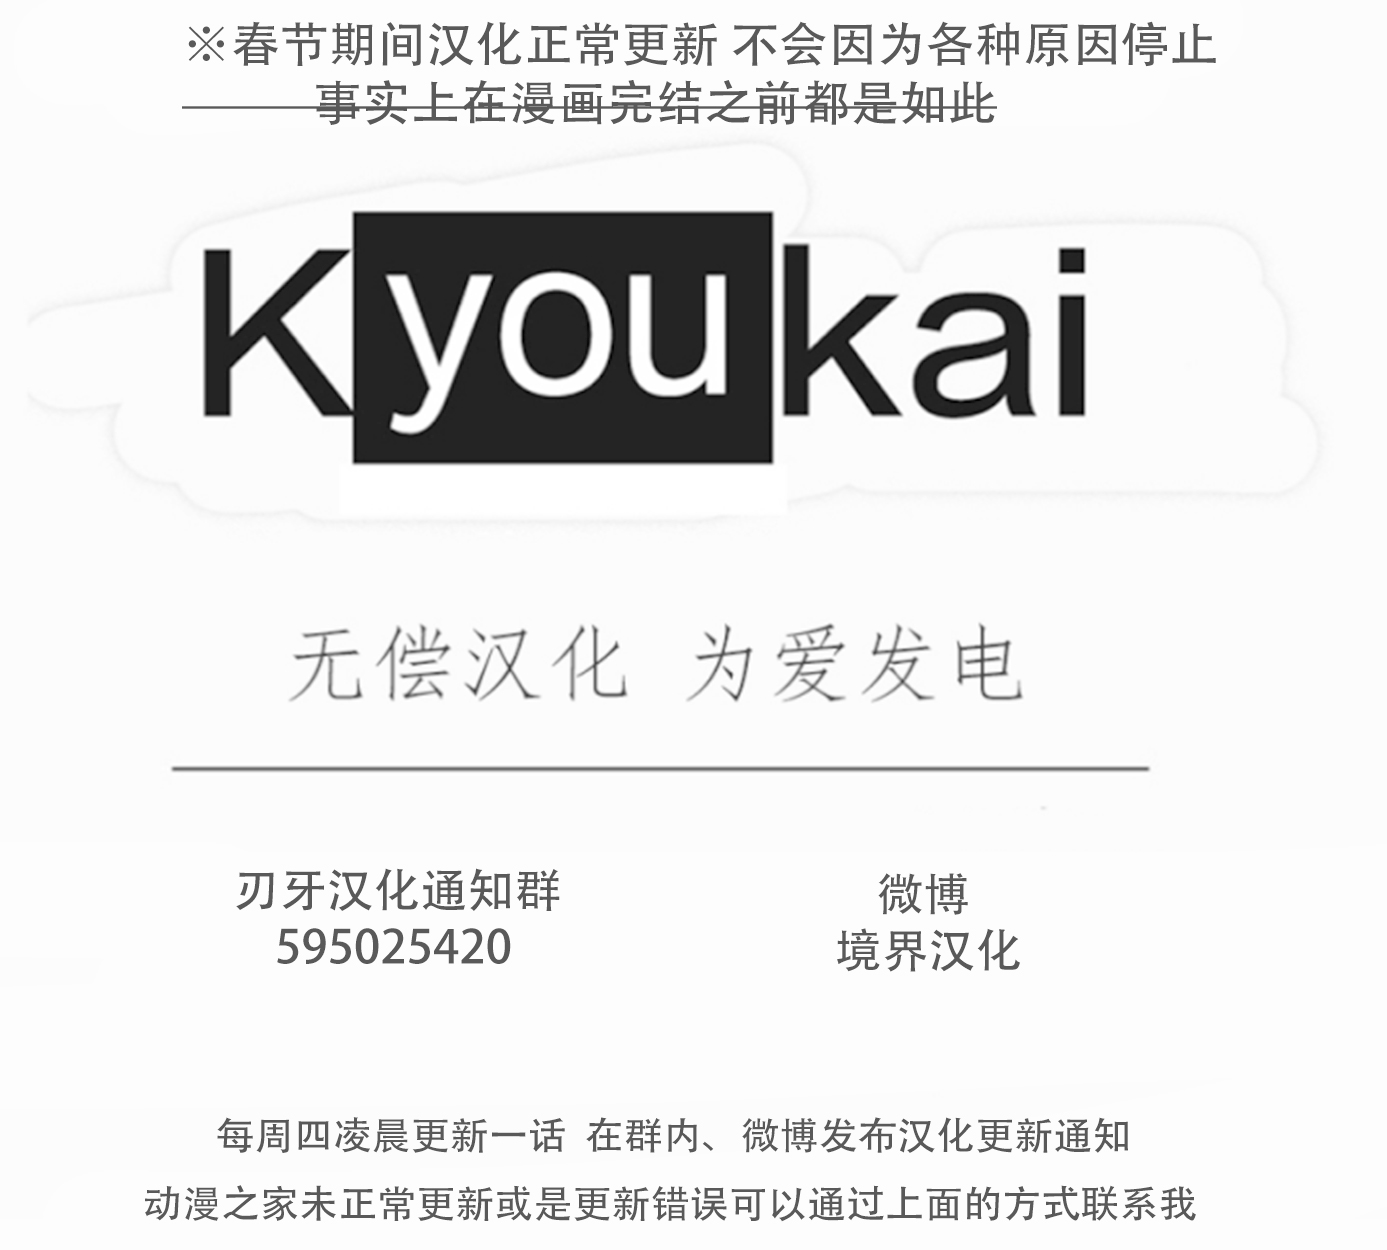 ※春节期间汉化正常更新 不会因为各种原因停止
事实上在漫画完结之前都是如此
Kyoukai
无偿汉化 为爱发电
刃牙汉化通知群
595025420
微博
境界汉化
每周四凌晨更新一话 在群内、微博发布汉化更新通知
动漫之家未正常更新或是更新错误可以通过上面的方式联系我